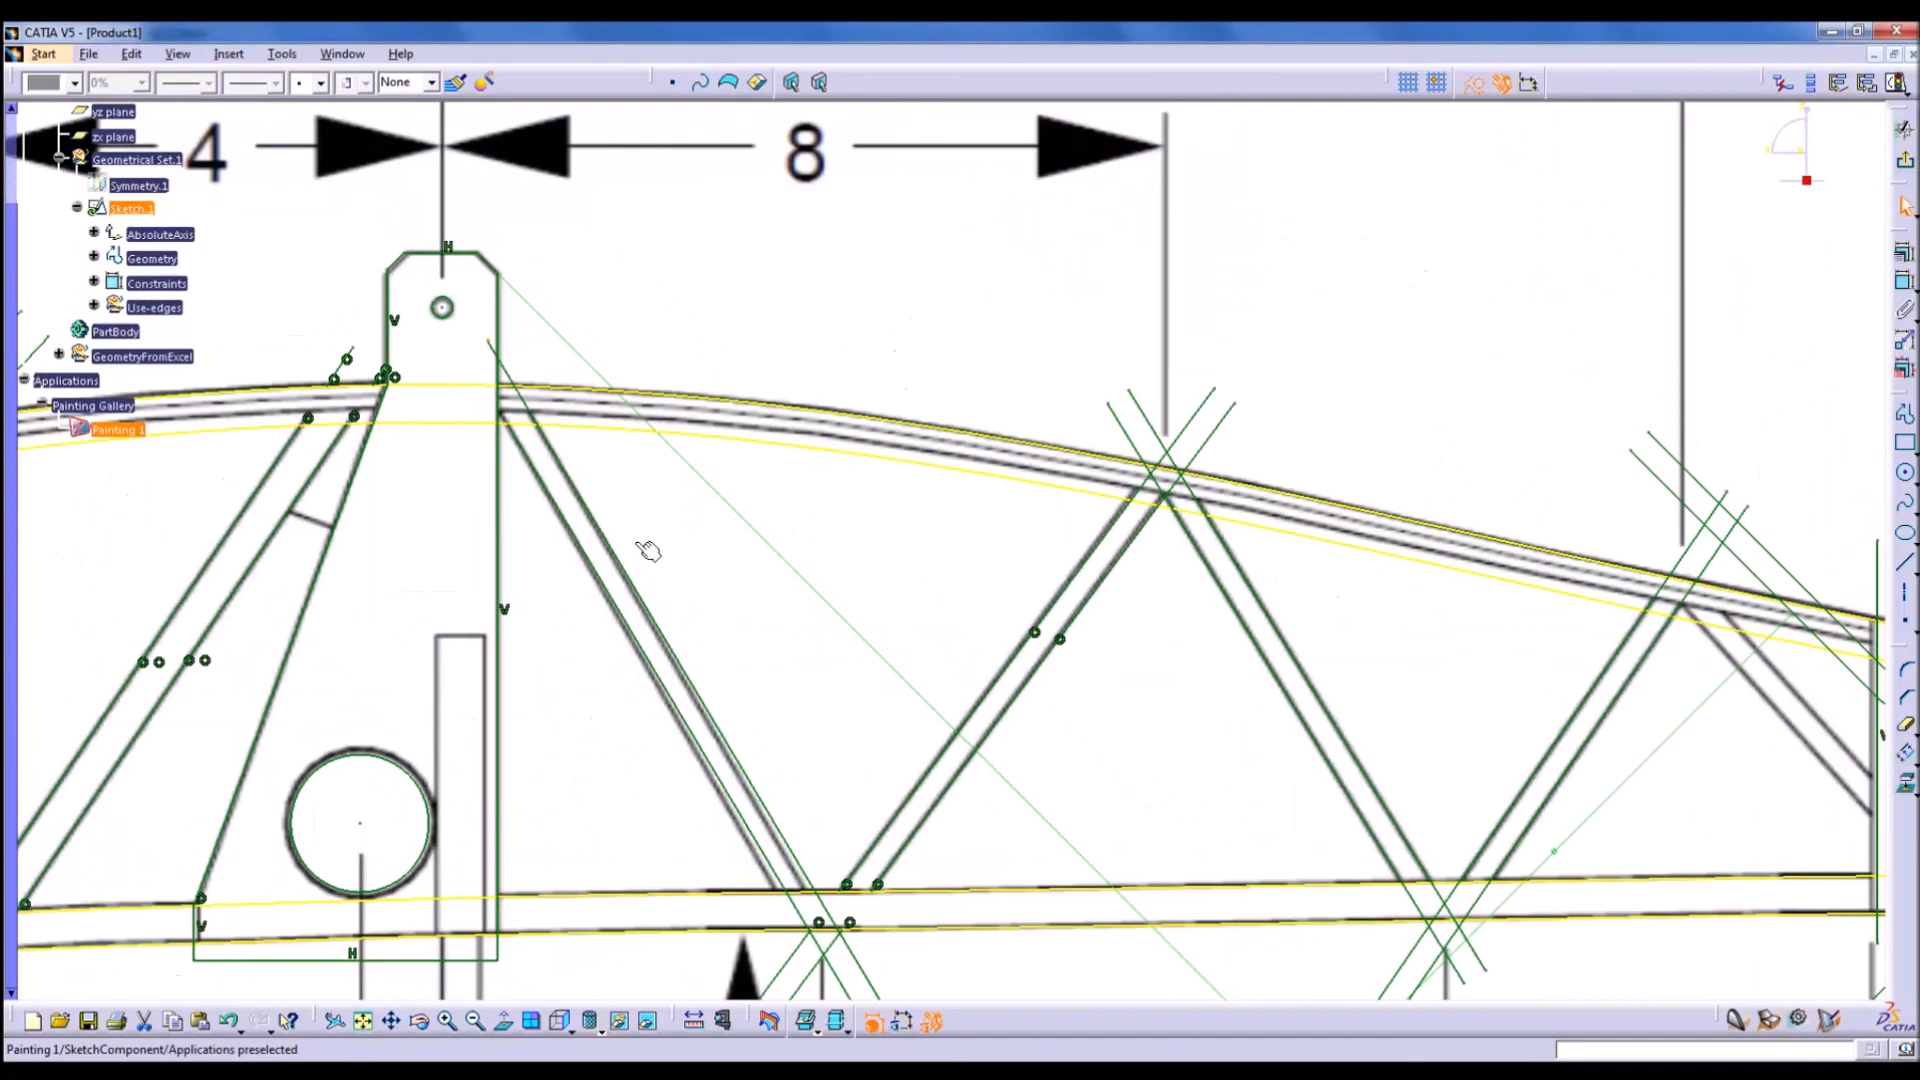 CATIA V5 - [Product1]
Start File Edit View Insert Tools Window Help
0% None
yz plane
zx plane
Geometrical Set.1
Symmetry.1
Sketch.1
AbsoluteAxis
Geometry
Constraints
Use-edges
PartBody
GeometryFromExcel
Applications
Painting Gallery
Painting 1
4 8
H
V
V
V
H
CATIA
Painting 1/SketchComponent/Applications preselected